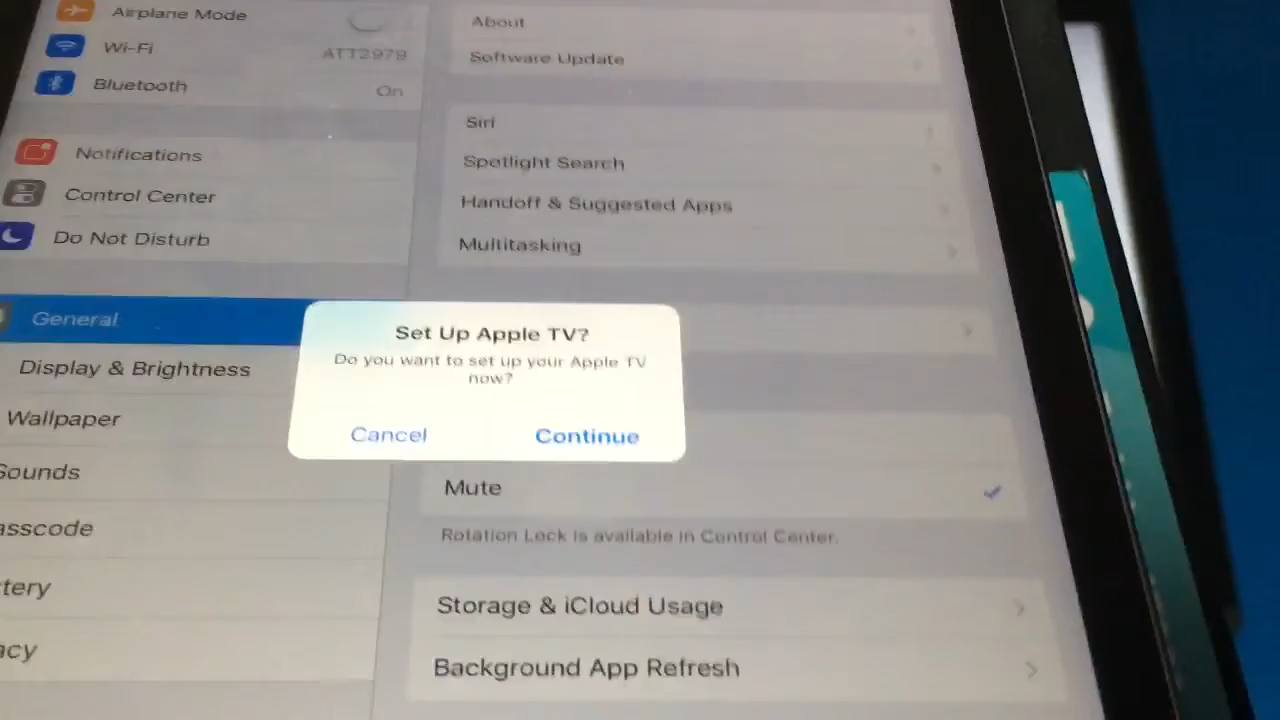 Airplane Mode
Wi-Fi
ATT2979
Bluetooth
On
Notifications
Control Center
Do Not Disturb
General
Display & Brightness
Wallpaper
Sounds
asscode
tery
acy
About
Software Update
Siri
Spotlight Search
Handoff & Suggested Apps
Multitasking
Set Up Apple TV?
Do you want to set up your Apple TV
now?
Cancel
Continue
Mute
Rotation Lock is available in Control Center.
Storage & iCloud Usage
Background App Refresh